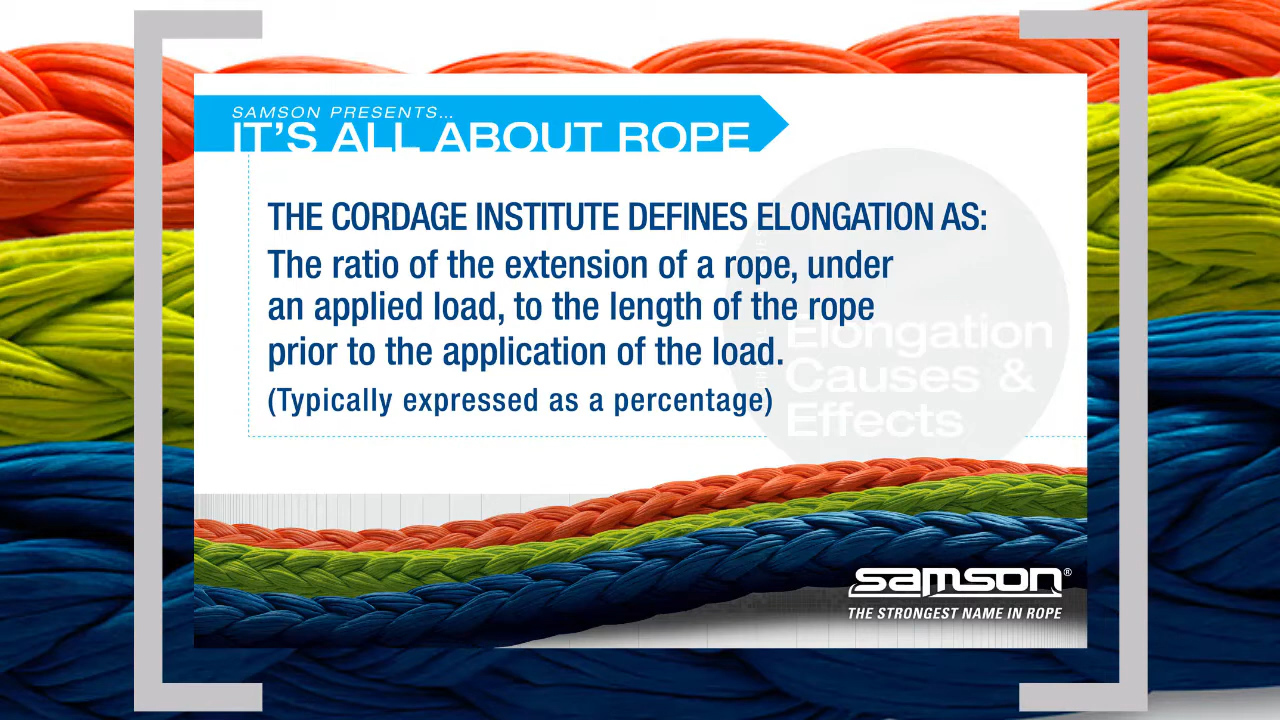 SAMSON PRESENTS...
IT'S ALL ABOUT ROPE
THE CORDAGE INSTITUTE DEFINES ELONGATION AS:
The ratio of the extension of a rope, under
an applied load, to the length of the rope
prior to the application of the load.
(Typically expressed as a percentage)
Elongation
Causes &
Effects
samson®
THE STRONGEST NAME IN ROPE